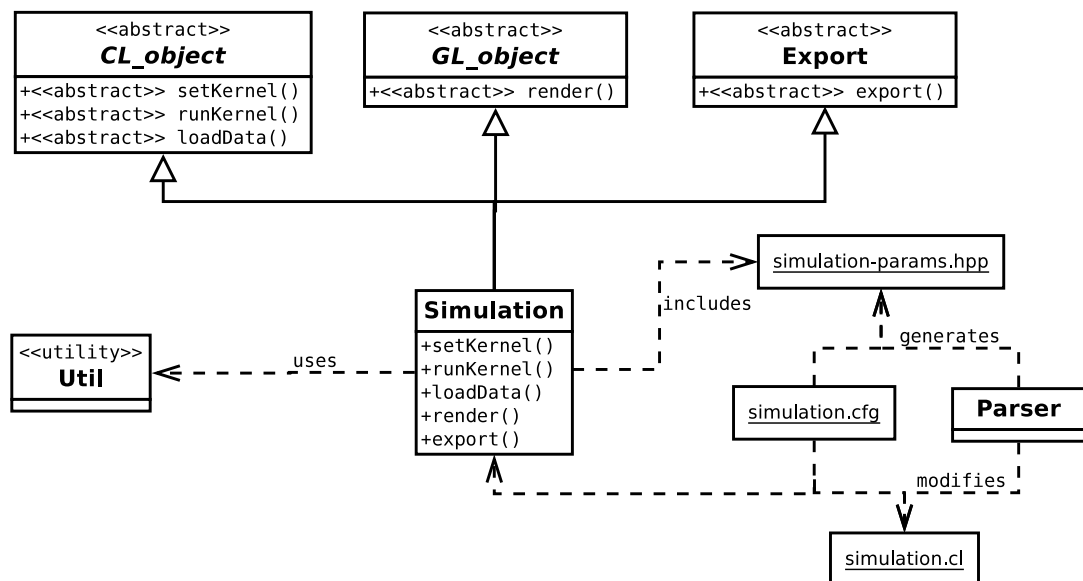 <<abstract>>
CL_object
+<<abstract>> setKernel()
+<<abstract>> runKernel()
+<<abstract>> loadData()
<<abstract>>
GL_object
+<<abstract>> render()
<<abstract>>
Export
+<<abstract>> export()
simulation-params.hpp
includes
Simulation
+setKernel()
+runKernel()
+loadData()
+render()
+export()
generates
<<utility>>
Util
uses
simulation.cfg
Parser
modifies
simulation.cl